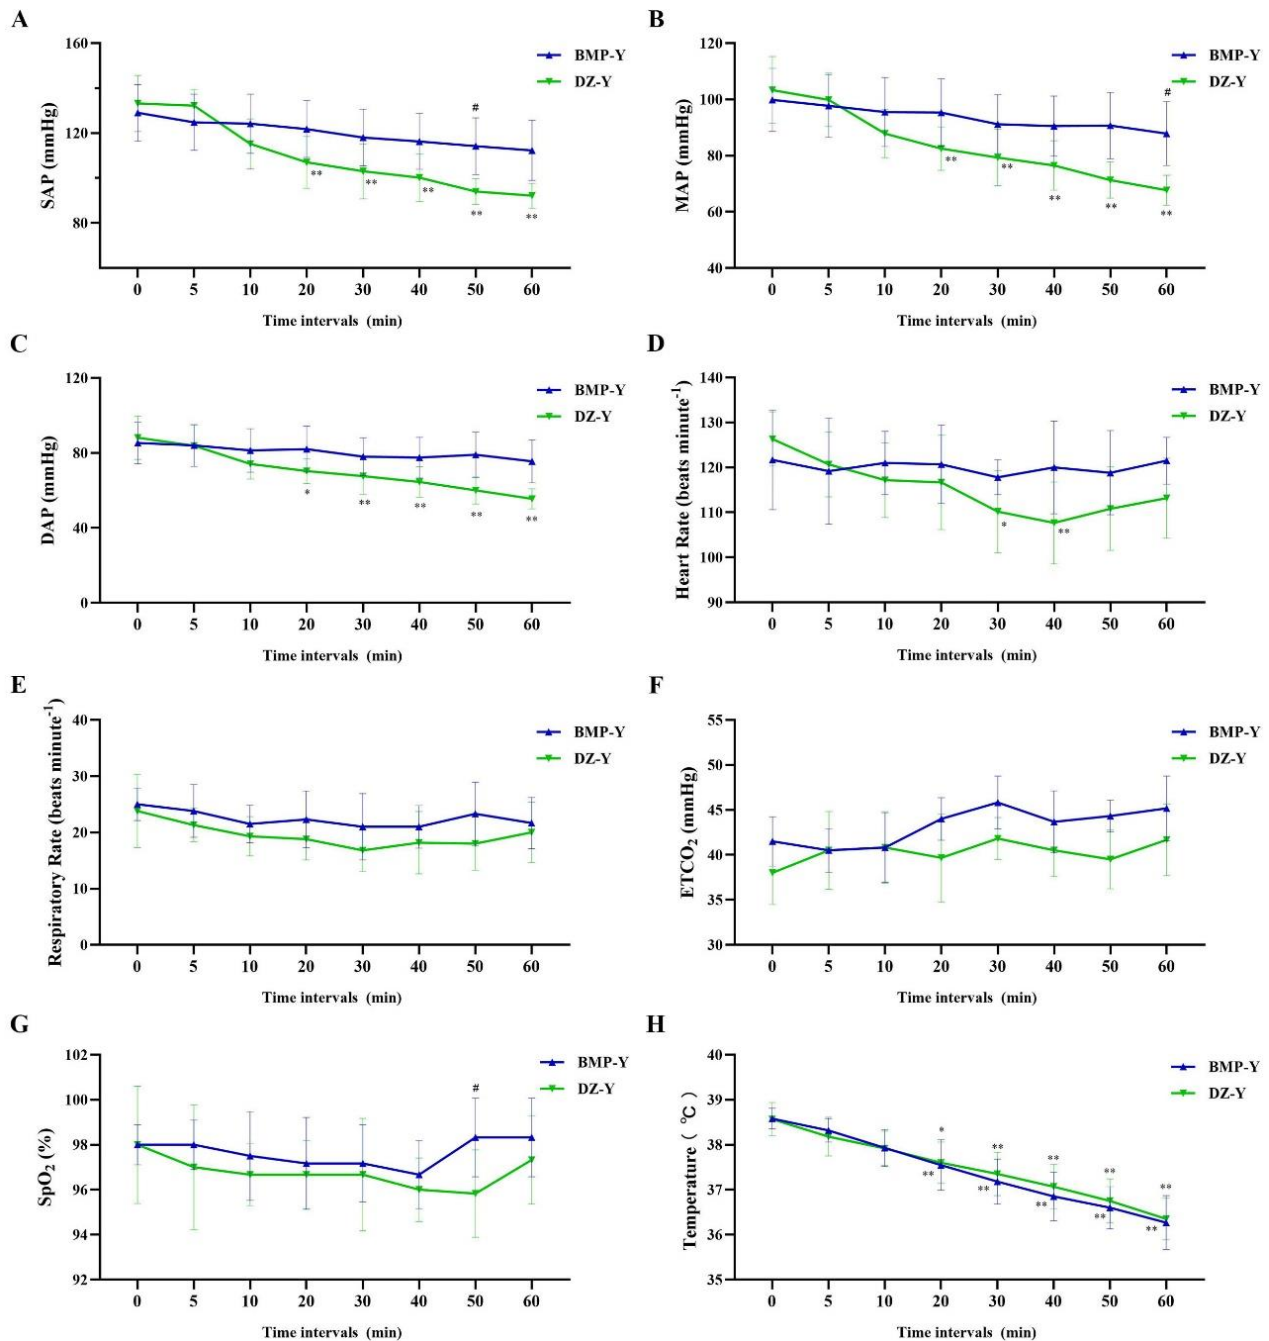 A
160
120
80
SAP (mmHg)
BMP-Y
DZ-Y
#
**
**
**
**
**
0 5 10 20 30 40 50 60
Time intervals (min)
B
120
100
80
60
40
MAP (mmHg)
BMP-Y
DZ-Y
#
**
**
**
**
**
0 5 10 20 30 40 50 60
Time intervals (min)
C
120
80
40
0
DAP (mmHg)
BMP-Y
DZ-Y
*
**
**
**
**
0 5 10 20 30 40 50 60
Time intervals (min)
D
140
130
120
110
100
90
Heart Rate (beats minute⁻¹)
BMP-Y
DZ-Y
*
**
0 5 10 20 30 40 50 60
Time intervals (min)
E
40
30
20
10
0
Respiratory Rate (beats minute⁻¹)
BMP-Y
DZ-Y
0 5 10 20 30 40 50 60
Time intervals (min)
F
55
50
45
40
35
30
ETCO₂ (mmHg)
BMP-Y
DZ-Y
0 5 10 20 30 40 50 60
Time intervals (min)
G
102
100
98
96
94
92
SpO₂ (%)
BMP-Y
DZ-Y
#
0 5 10 20 30 40 50 60
Time intervals (min)
H
40
39
38
37
36
35
Temperature ( ℃ )
BMP-Y
DZ-Y
*
**
**
**
**
**
**
**
**
**
0 5 10 20 30 40 50 60
Time intervals (min)